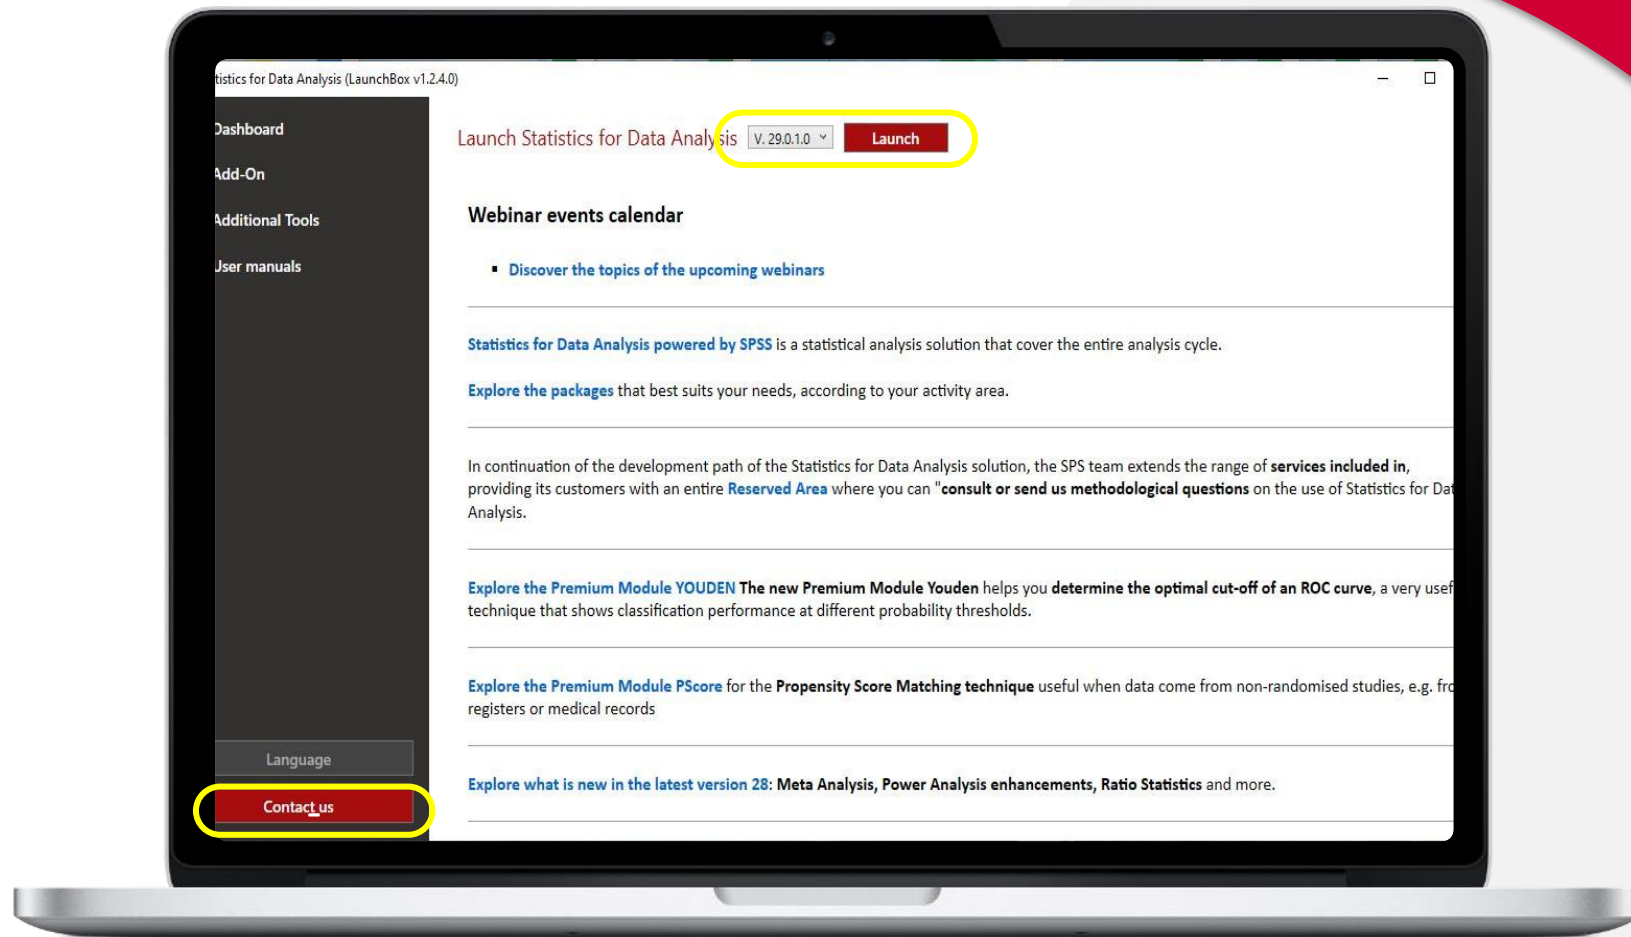 tistics for Data Analysis (LaunchBox v1.2.4.0)
Dashboard
Add-On
Additional Tools
User manuals
Language
Contact us
Launch Statistics for Data Analysis V. 29.0.1.0 Launch
Webinar events calendar
▪ Discover the topics of the upcoming webinars
Statistics for Data Analysis powered by SPSS is a statistical analysis solution that cover the entire analysis cycle.
Explore the packages that best suits your needs, according to your activity area.
In continuation of the development path of the Statistics for Data Analysis solution, the SPS team extends the range of services included in,
providing its customers with an entire Reserved Area where you can "consult or send us methodological questions on the use of Statistics for Dat
Analysis.
Explore the Premium Module YOUDEN The new Premium Module Youden helps you determine the optimal cut-off of an ROC curve, a very usef
technique that shows classification performance at different probability thresholds.
Explore the Premium Module PScore for the Propensity Score Matching technique useful when data come from non-randomised studies, e.g. fro
registers or medical records
Explore what is new in the latest version 28: Meta Analysis, Power Analysis enhancements, Ratio Statistics and more.